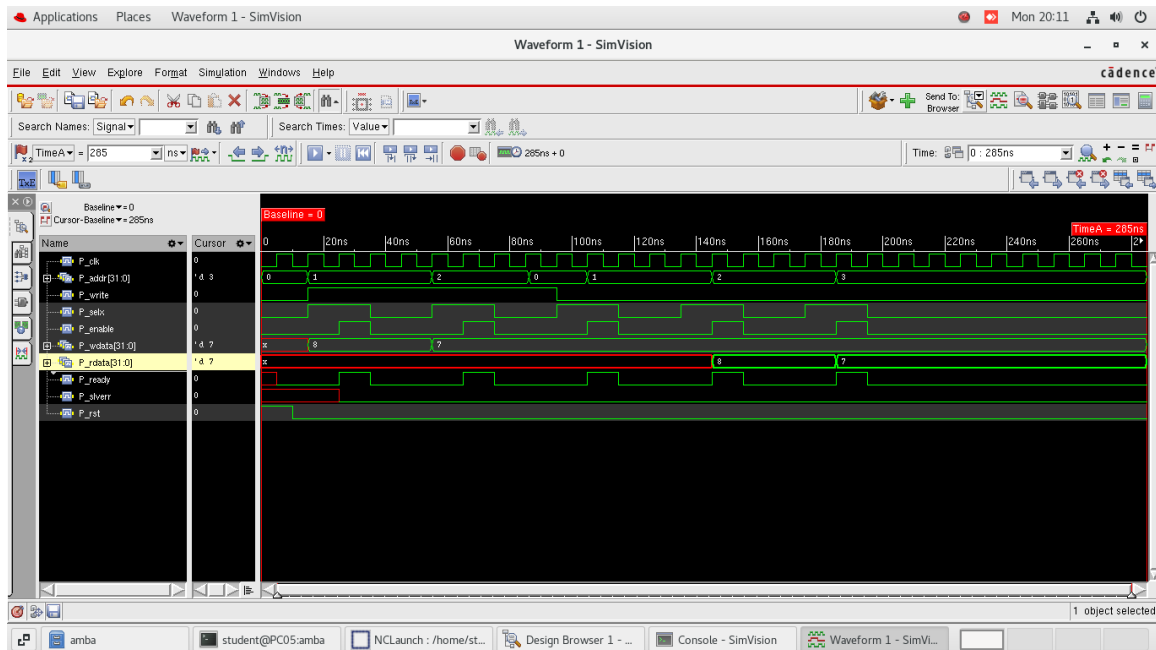 Applications Places Waveform 1 - SimVision Mon 20:11
Waveform 1 - SimVision
File Edit View Explore Format Simulation Windows Help cādence
Send To:
Browser
Search Names: Signal Search Times: Value
TimeA = 285 ns 285ns + 0 Time: 0 : 285ns
TwE
Baseline = 0
Cursor-Baseline = 285ns
Baseline = 0
TimeA = 285ns
Name Cursor 0 20ns 40ns 60ns 80ns 100ns 120ns 140ns 160ns 180ns 200ns 220ns 240ns 260ns 2
P_clk 0
P_addr[31:0] 'd 3 0 1 2 0 1 2 3
P_write 0
P_selx 0
P_enable 0
P_wdata[31:0] 'd 7 x 8 7
P_rdata[31:0] 'd 7 x 8 7
P_ready 0
P_slverr 0
P_rst 0
1 object selected
amba student@PC05:amba NCLaunch : /home/st... Design Browser 1 - ... Console - SimVision Waveform 1 - SimVi...